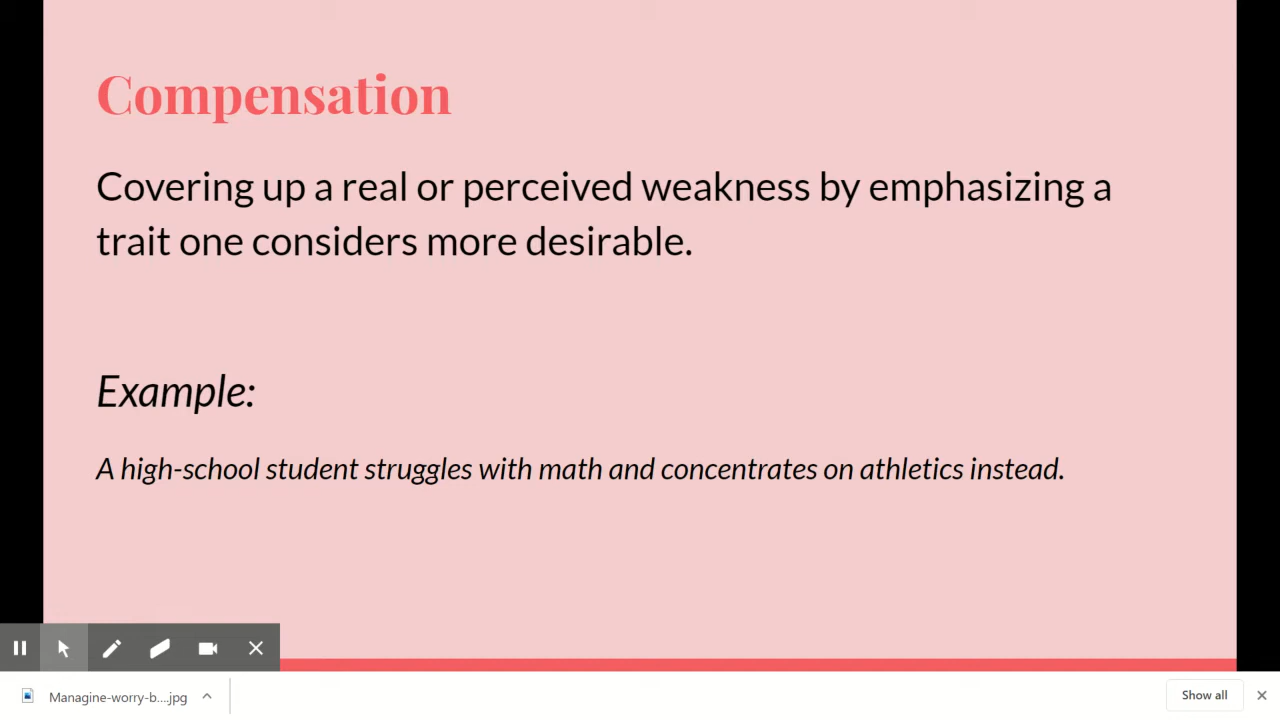 Compensation
Covering up a real or perceived weakness by emphasizing a
trait one considers more desirable.
Example:
A high-school student struggles with math and concentrates on athletics instead.
Managine-worry-b....jpg
Show all